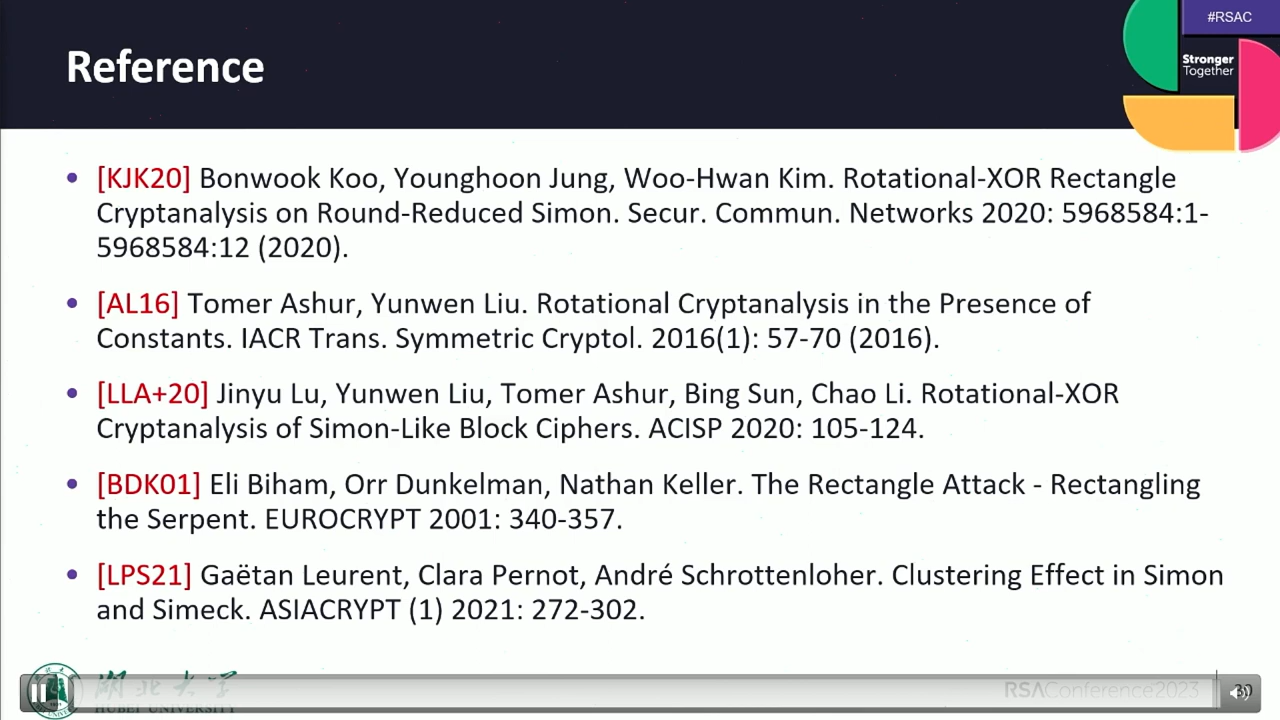 #RSAC
Reference
Stronger
Together
• [KJK20] Bonwook Koo, Younghoon Jung, Woo-Hwan Kim. Rotational-XOR Rectangle
Cryptanalysis on Round-Reduced Simon. Secur. Commun. Networks 2020: 5968584:1-
5968584:12 (2020).
• [AL16] Tomer Ashur, Yunwen Liu. Rotational Cryptanalysis in the Presence of
Constants. IACR Trans. Symmetric Cryptol. 2016(1): 57-70 (2016).
• [LLA+20] Jinyu Lu, Yunwen Liu, Tomer Ashur, Bing Sun, Chao Li. Rotational-XOR
Cryptanalysis of Simon-Like Block Ciphers. ACISP 2020: 105-124.
• [BDK01] Eli Biham, Orr Dunkelman, Nathan Keller. The Rectangle Attack - Rectangling
the Serpent. EUROCRYPT 2001: 340-357.
• [LPS21] Gaëtan Leurent, Clara Pernot, André Schrottenloher. Clustering Effect in Simon
and Simeck. ASIACRYPT (1) 2021: 272-302.
湖北大学
HUBEI UNIVERSITY
RSAConference2023
30